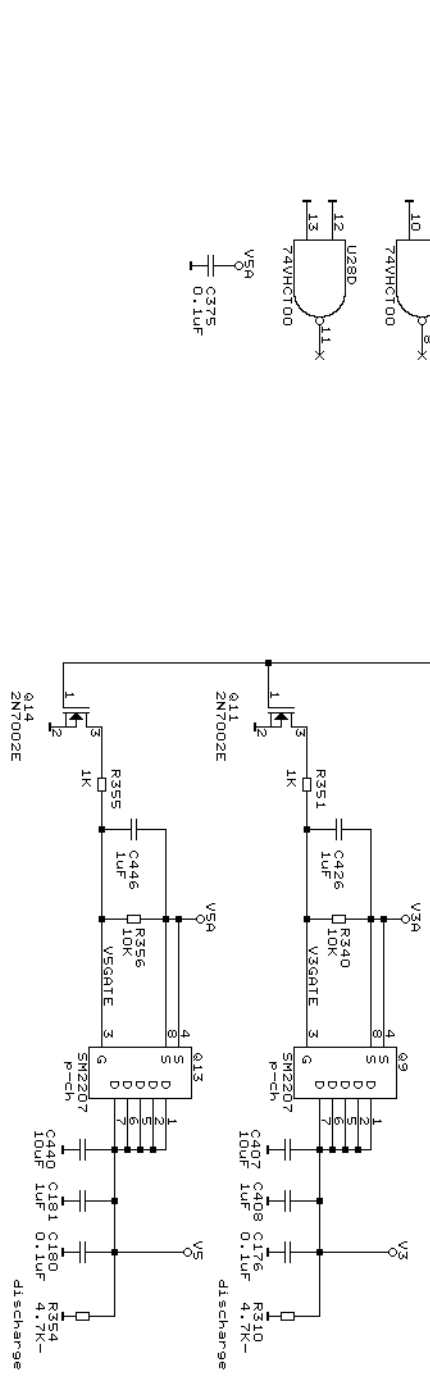 10
8
74VHCT00
U28D
12
13
11
74VHCT00
V5A
C375
0.1uF
V3A
V3
Q9
4
8
S
S
3
G
D
D
D
D
D
1
2
5
6
7
SM2207
p-ch
C426
1uF
R340
10K
V3GATE
R351
1K
1
3
2
Q11
2N7002E
C407
10uF
C408
1uF
C176
0.1uF
R310
4.7K-
discharge
V5A
V5
Q13
4
8
S
S
3
G
D
D
D
D
D
1
2
5
6
7
SM2207
p-ch
C446
1uF
R356
10K
V5GATE
R355
1K
1
3
2
Q14
2N7002E
C440
10uF
C181
1uF
C180
0.1uF
R354
4.7K-
discharge